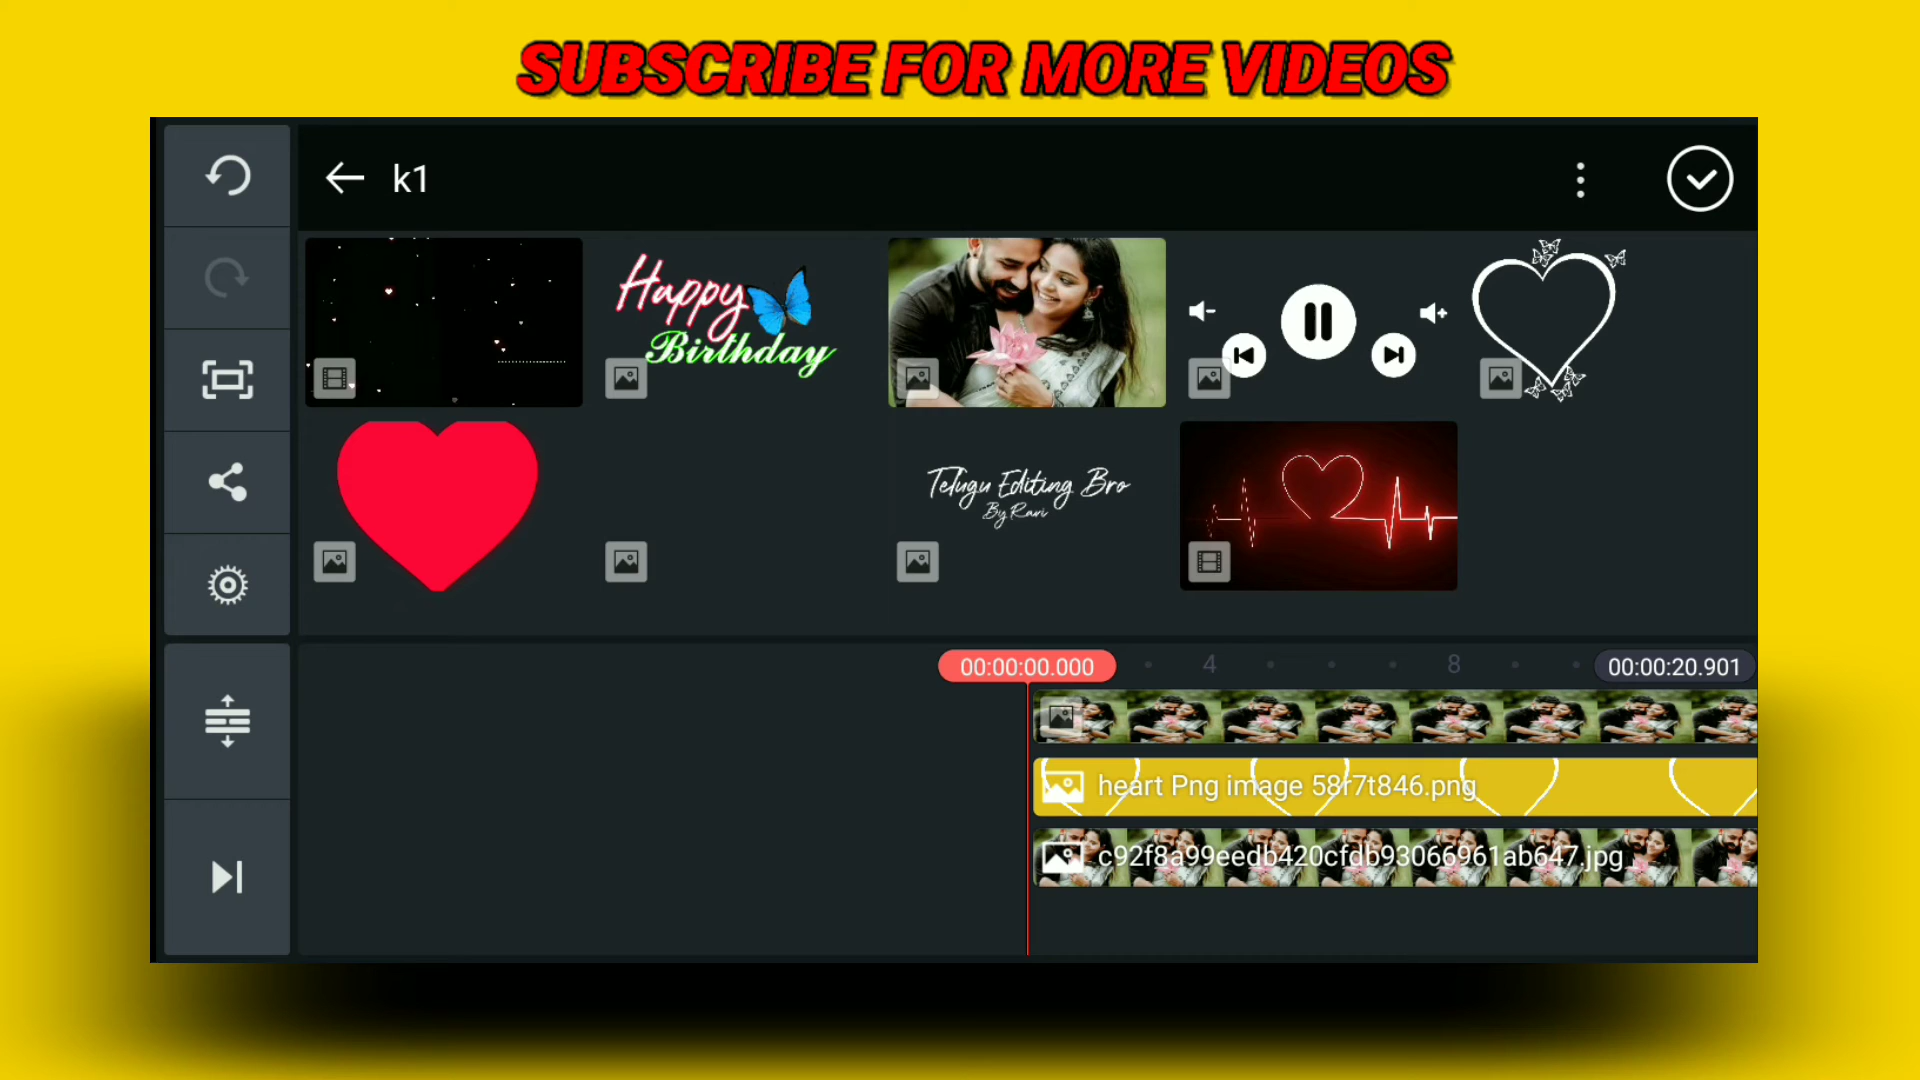 SUBSCRIBE FOR MORE VIDEOS
k1
Happy
Birthday
Telugu Editing Bro
By Ravi
00:00:00.000
4
8
00:00:20.901
heart Png image 58r7t846.png
c92f8a99eedb420cfdb93066961ab647.jpg